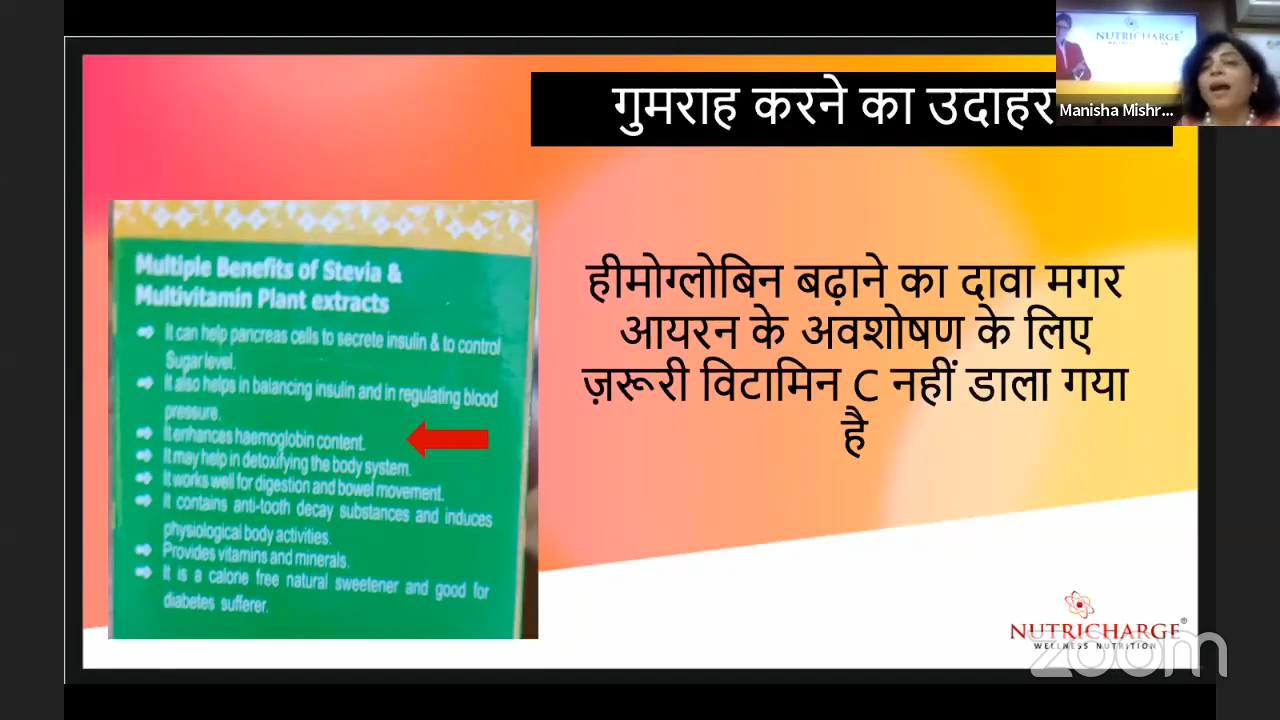 गुमराह करने का उदाहर
NUTRICHARGE
Manisha Mishr...
Multiple Benefits of Stevia &
Multivitamin Plant extracts
It can help pancreas cells to secrete insulin & to control
Sugar level.
It also helps in balancing insulin and in regulating blood
pressure.
It enhances haemoglobin content.
It may help in detoxifying the body system.
It works well for digestion and bowel movement.
It contains anti-tooth decay substances and induces
physiological body activities.
Provides vitamins and minerals.
It is a calorie free natural sweetener and good for
diabetes sufferer.
हीमोग्लोबिन बढ़ाने का दावा मगर
आयरन के अवशोषण के लिए
ज़रूरी विटामिन C नहीं डाला गया
है
NUTRICHARGE®
WELLNESS NUTRITION
zoom